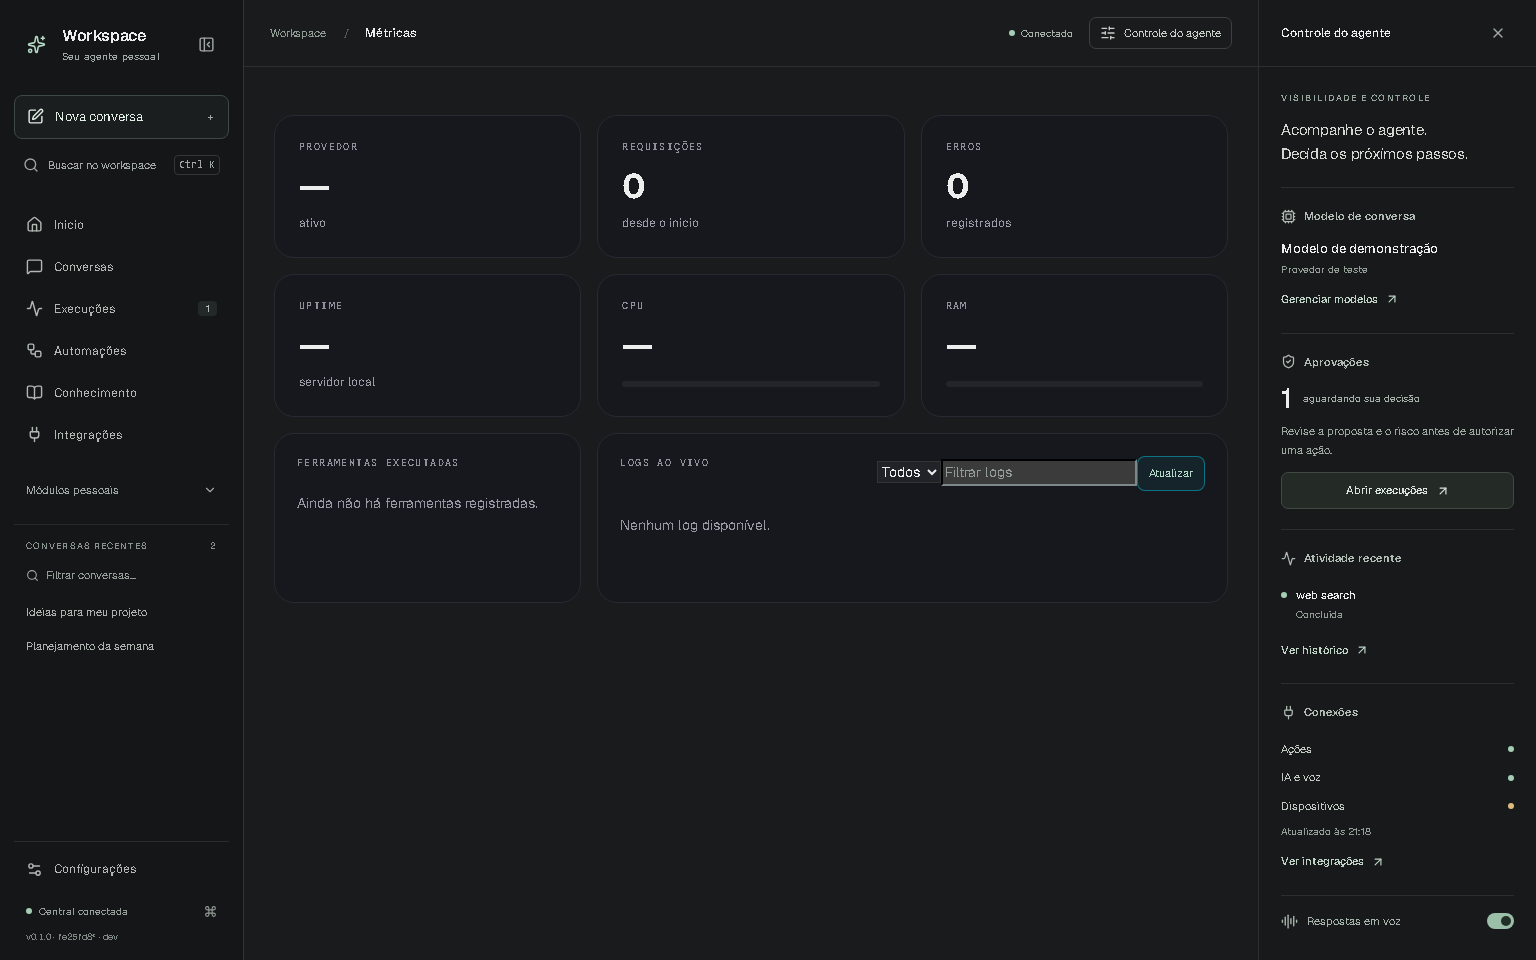 Workspace
Seu agente pessoal
Nova conversa +
Buscar no workspace Ctrl K
Início
Conversas
Execuções 1
Automações
Conhecimento
Integrações
Módulos pessoais
CONVERSAS RECENTES 2
Filtrar conversas...
Ideias para meu projeto
Planejamento da semana
Configurações
Central conectada ⌘
· dev
Workspace / Métricas
Conectado
Controle do agente
PROVEDOR
—
ativo
REQUISIÇÕES
0
desde o início
ERROS
0
registrados
UPTIME
—
servidor local
CPU
—
RAM
—
FERRAMENTAS EXECUTADAS
Ainda não há ferramentas registradas.
LOGS AO VIVO
Todos
Filtrar logs
Atualizar
Nenhum log disponível.
Controle do agente
VISIBILIDADE E CONTROLE
Acompanhe o agente.
Decida os próximos passos.
Modelo de conversa
Modelo de demonstração
Provedor de teste
Gerenciar modelos
Aprovações
1 aguardando sua decisão
Revise a proposta e o risco antes de autorizar
uma ação.
Abrir execuções
Atividade recente
web search
Concluída
Ver histórico
Conexões
Ações
IA e voz
Dispositivos
Atualizado às 21:18
Ver integrações
Respostas em voz